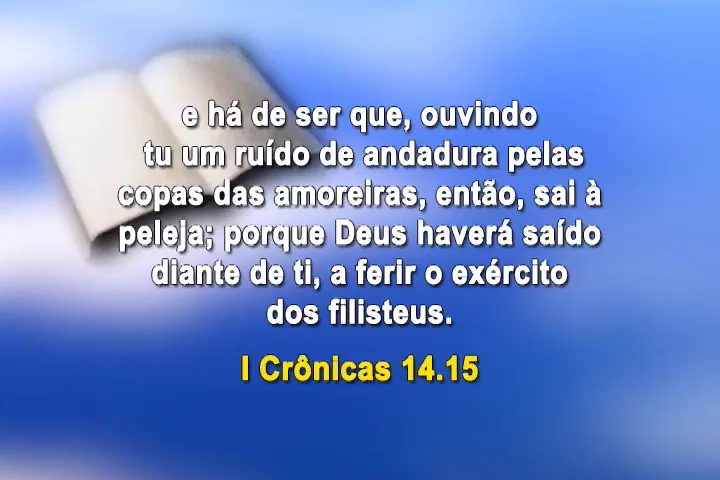 e há de ser que, ouvindo
tu um ruído de andadura pelas
copas das amoreiras, então, sai à
peleja; porque Deus haverá saído
diante de ti, a ferir o exército
dos filisteus.
I Crônicas 14.15